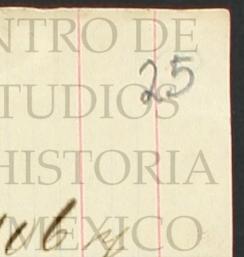 NTRO DE
25
TUDIOS
HISTORIA
MEXICO